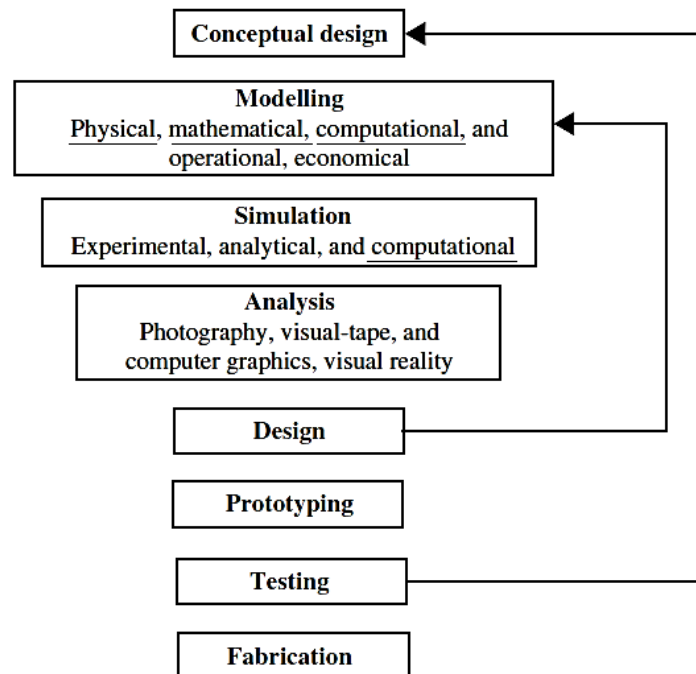 Conceptual design
Modelling
Physical, mathematical, computational, and
operational, economical
Simulation
Experimental, analytical, and computational
Analysis
Photography, visual-tape, and
computer graphics, visual reality
Design
Prototyping
Testing
Fabrication